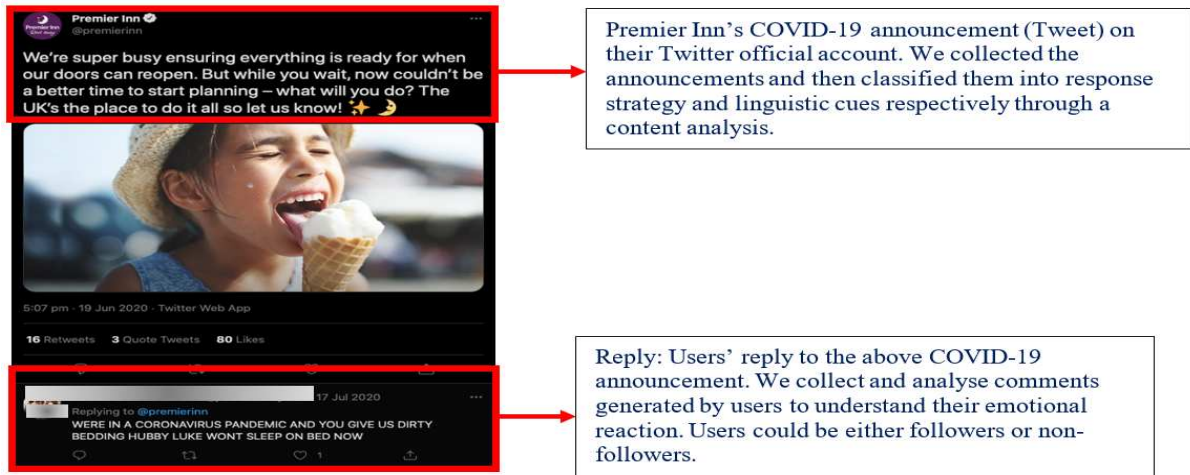 Premier Inn
@premierinn
We're super busy ensuring everything is ready for when
our doors can reopen. But while you wait, now couldn't be
a better time to start planning – what will you do? The
UK's the place to do it all so let us know! ✨ 🌛
5:07 pm · 19 Jun 2020 · Twitter Web App
16 Retweets 3 Quote Tweets 80 Likes
17 Jul 2020
Replying to @premierinn
WERE IN A CORONAVIRUS PANDEMIC AND YOU GIVE US DIRTY
BEDDING HUBBY LUKE WONT SLEEP ON BED NOW
1
Premier Inn's COVID-19 announcement (Tweet) on
their Twitter official account. We collected the
announcements and then classified them into response
strategy and linguistic cues respectively through a
content analysis.
Reply: Users' reply to the above COVID-19
announcement. We collect and analyse comments
generated by users to understand their emotional
reaction. Users could be either followers or non-
followers.